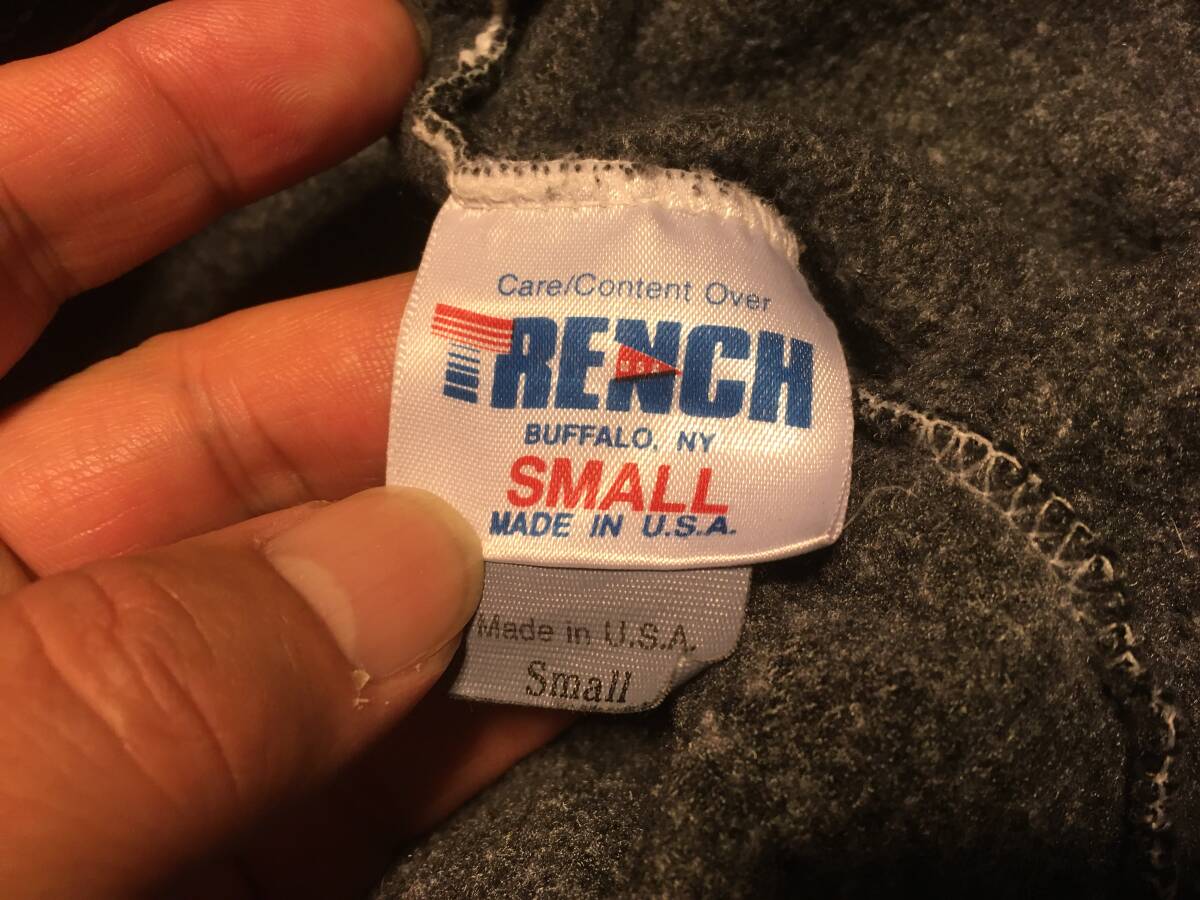 Care/Content Over
TRENCH
BUFFALO, NY
SMALL
MADE IN U.S.A.
Made in U.S.A.
Small